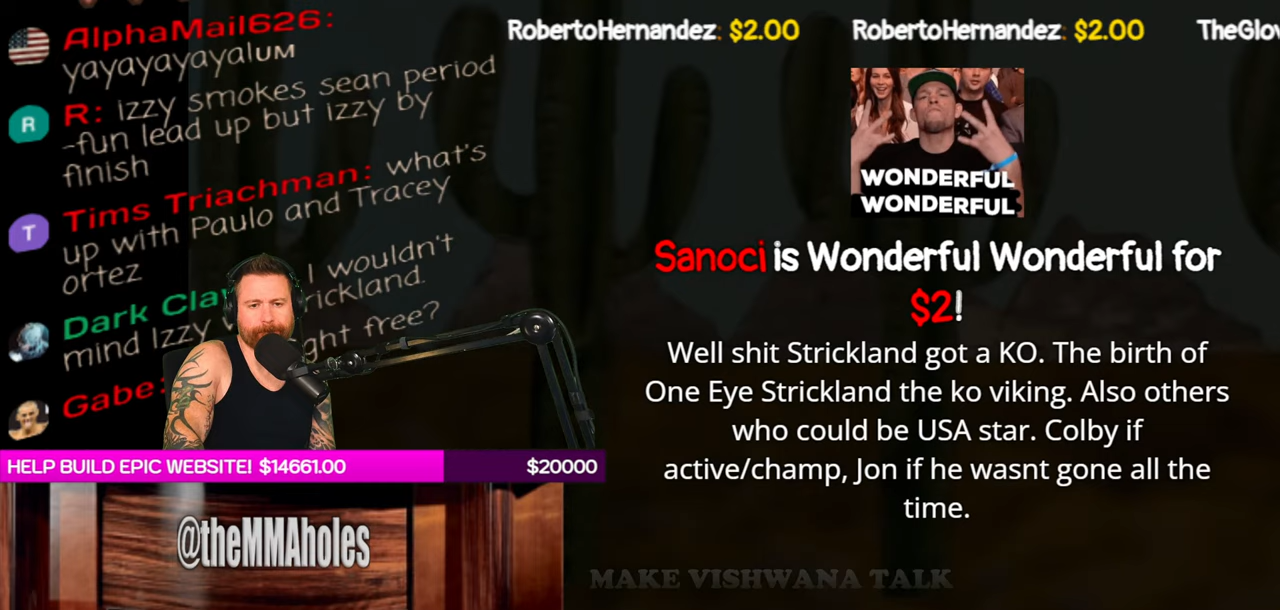 AlphaMail626:
yayayayayalUM
R: izzy smokes sean period
-fun lead up but izzy by
finish
Tims Triachman: what's
up with Paulo and Tracey
ortez
Dark Cla I wouldn't
mind Izzy rickland.
Gabe: ght free?
RobertoHernandez: $2.00 RobertoHernandez: $2.00 TheGlov
WONDERFUL
WONDERFUL
Sanoci is Wonderful Wonderful for
$2!
Well shit Strickland got a KO. The birth of
One Eye Strickland the ko viking. Also others
who could be USA star. Colby if
active/champ, Jon if he wasnt gone all the
time.
HELP BUILD EPIC WEBSITE! $14661.00 $20000
@theMMAholes
MAKE VISHWANA TALK
R
T